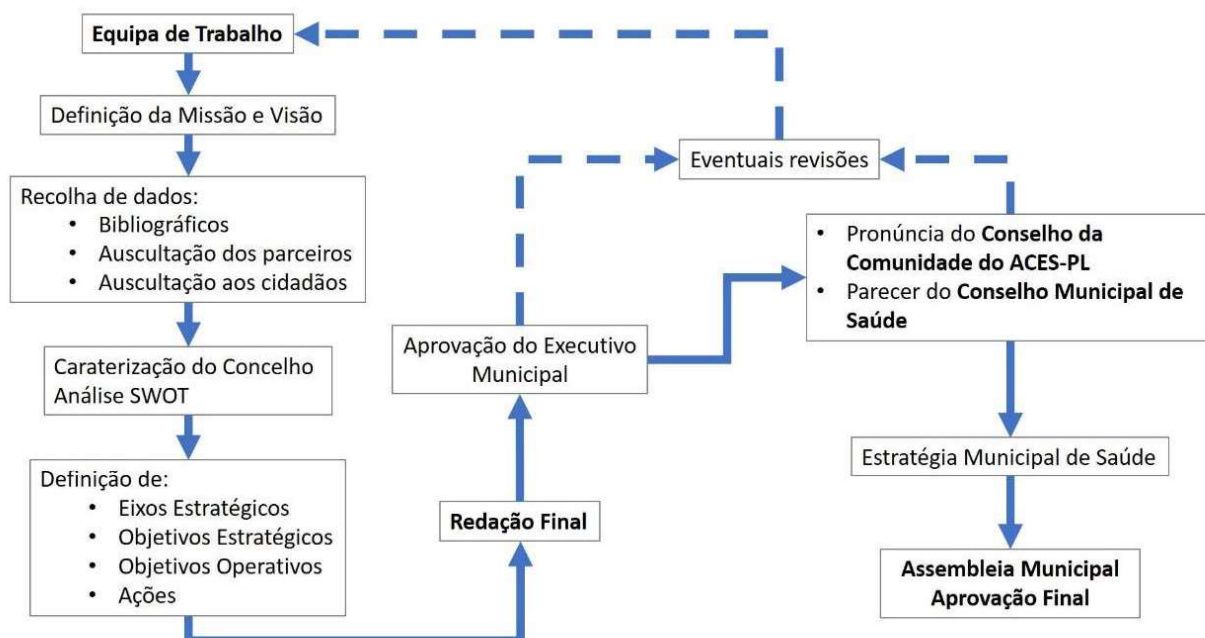 Equipa de Trabalho
Definição da Missão e Visão
Recolha de dados:
• Bibliográficos
• Auscultação dos parceiros
• Auscultação aos cidadãos
Caraterização do Concelho
Análise SWOT
Definição de:
• Eixos Estratégicos
• Objetivos Estratégicos
• Objetivos Operativos
• Ações
Redação Final
Aprovação do Executivo
Municipal
Eventuais revisões
• Pronúncia do Conselho da
Comunidade do ACES-PL
• Parecer do Conselho Municipal de
Saúde
Estratégia Municipal de Saúde
Assembleia Municipal
Aprovação Final